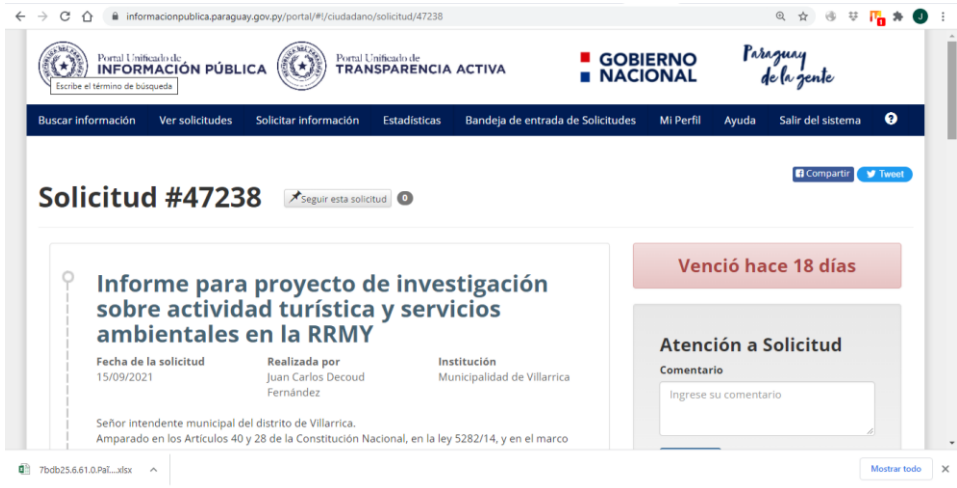 informacionpublica.paraguay.gov.py/portal/#!/ciudadano/solicitud/47238
Portal Unificado de
INFORMACIÓN PÚBLICA
Portal Unificado de
TRANSPARENCIA ACTIVA
GOBIERNO
NACIONAL
Paraguay
de la gente
Escribe el término de búsqueda
Buscar información Ver solicitudes Solicitar información Estadísticas Bandeja de entrada de Solicitudes Mi Perfil Ayuda Salir del sistema ?
Compartir Tweet
Solicitud #47238 Seguir esta solicitud 0
Venció hace 18 días
Informe para proyecto de investigación
sobre actividad turística y servicios
ambientales en la RRMY
Fecha de la solicitud Realizada por Institución
15/09/2021 Juan Carlos Decoud Municipalidad de Villarrica
Fernández
Señor intendente municipal del distrito de Villarrica.
Amparado en los Artículos 40 y 28 de la Constitución Nacional, en la ley 5282/14, y en el marco
Atención a Solicitud
Comentario
Ingrese su comentario
7bdb25.6.61.0.Paí....xlsx
Mostrar todo